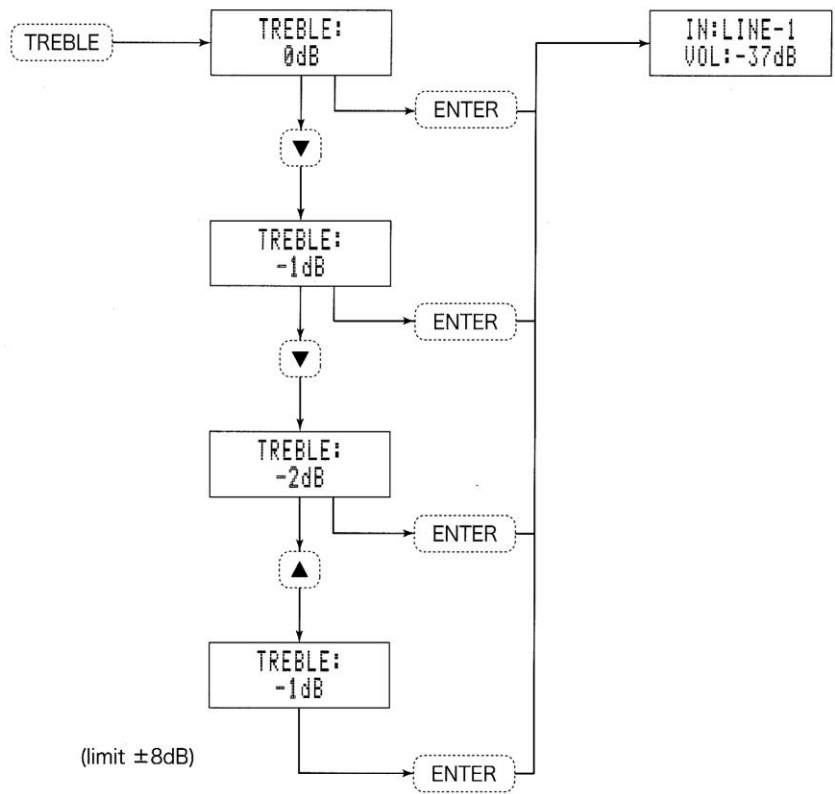 TREBLE
TREBLE:
0dB
IN:LINE-1
VOL:-37dB
ENTER
▼
TREBLE:
-1dB
ENTER
▼
TREBLE:
-2dB
ENTER
▲
TREBLE:
-1dB
(limit ±8dB)
ENTER